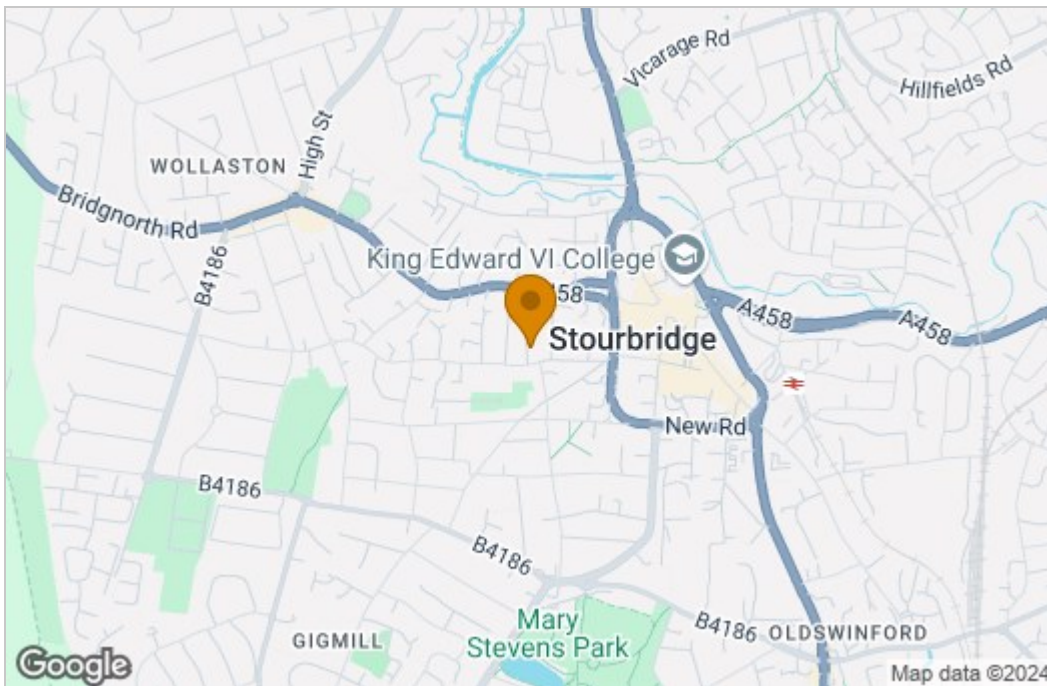 Vicarage Rd
Hillfields Rd
High St
WOLLASTON
Bridgnorth Rd
B4186
King Edward VI College
A458
A458
58
Stourbridge
New Rd
B4186
B4186
Mary
Stevens Park
B4186
OLDSWINFORD
GIGMILL
Google
Map data ©2024